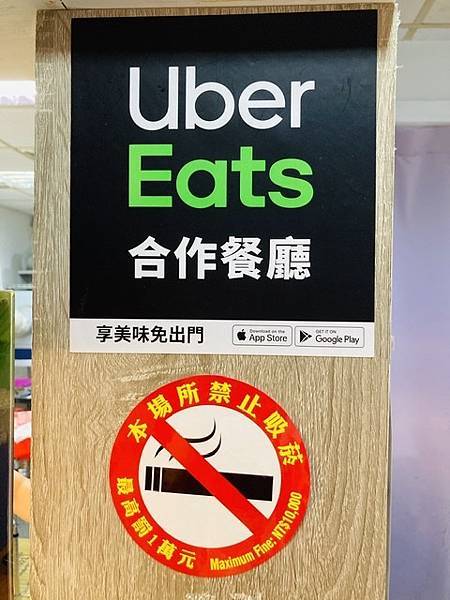 Uber
Eats
合作餐廳
享美味免出門
Download on the
App Store
GET IT ON
Google Play
本場所禁止吸菸
最高罰1萬元
Maximum Fine: NT$10,000